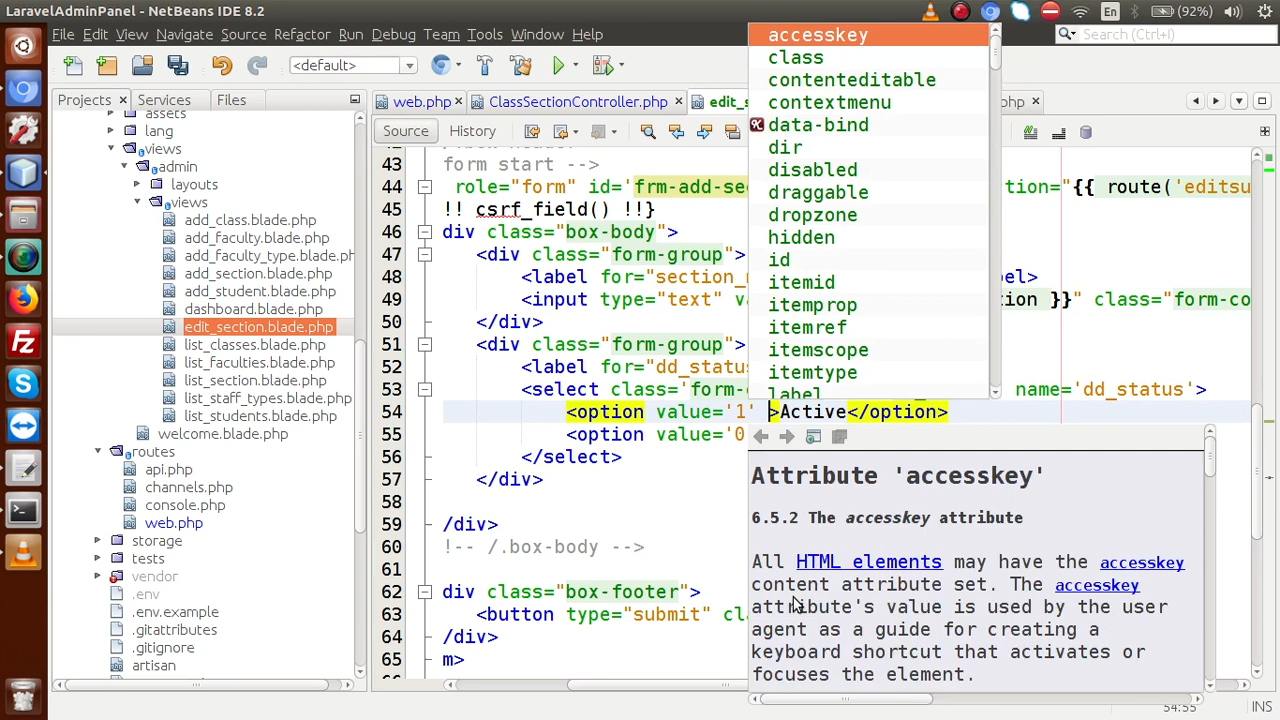 LaravelAdminPanel - NetBeans IDE 8.2
En
(92%)
File Edit View Navigate Source Refactor Run Debug Team Tools Window Help
Search (Ctrl+I)
<default>
Projects
Services
Files
web.php
ClassSectionController.php
edit_s
hp
Source
History
assets
lang
views
admin
layouts
views
add_class.blade.php
add_faculty.blade.php
add_faculty_type.blade.ph
add_section.blade.php
add_student.blade.php
dashboard.blade.php
edit_section.blade.php
list_classes.blade.php
list_faculties.blade.php
list_section.blade.php
list_staff_types.blade.php
list_students.blade.php
welcome.blade.php
routes
api.php
channels.php
console.php
web.php
storage
tests
vendor
.env
.env.example
.gitattributes
.gitignore
artisan
43 form start -->
44 role="form" id='frm-add-sec tion="{{ route('editsu
45 !! csrf_field() !!}
46 div class="box-body">
47 <div class="form-group">
48 <label for="section_n bel>
49 <input type="text" va ion }}" class="form-co
50 </div>
51 <div class="form-group">
52 <label for="dd_status
53 <select class='form-c name='dd_status'>
54 <option value='1' >Active</option>
55 <option value='0
56 </select>
57 </div>
58
59 /div>
60 !-- /.box-body -->
61
62 div class="box-footer">
63 <button type="submit" cla
64 /div>
65 m>
accesskey
class
contenteditable
contextmenu
data-bind
dir
disabled
draggable
dropzone
hidden
id
itemid
itemprop
itemref
itemscope
itemtype
label
Attribute 'accesskey'
6.5.2 The accesskey attribute
All HTML elements may have the accesskey
content attribute set. The accesskey
attribute's value is used by the user
agent as a guide for creating a
keyboard shortcut that activates or
focuses the element.
54:55
INS